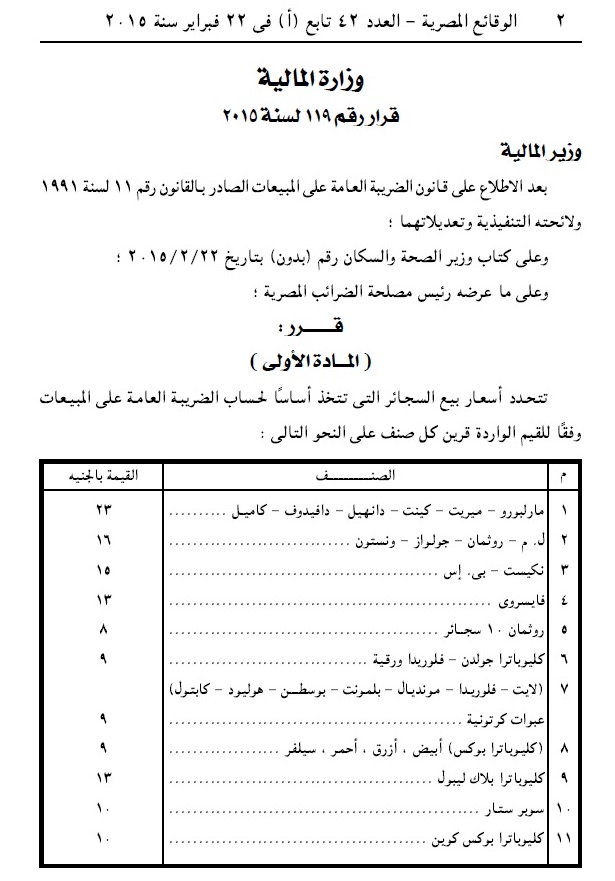 ٢ الوقائع المصرية – العدد ٤٢ تابع (أ) فى ٢٢ فبراير سنة ٢٠١٥
وزارة المالية
قرار رقم ١١٩ لسنة ٢٠١٥
وزير المالية
بعد الاطلاع على قانون الضريبة العامة على المبيعات الصادر بالقانون رقم ١١ لسنة ١٩٩١
ولائحته التنفيذية وتعديلاتهما ؛
وعلى كتاب وزير الصحة والسكان رقم (بدون) بتاريخ ٢٠١٥/٢/٢٢ ؛
وعلى ما عرضه رئيس مصلحة الضرائب المصرية ؛
قـــــرر :
( المــادة الأولى )
تتحدد أسعار بيع السجائر التى تتخذ أساسًا لحساب الضريبة العامة على المبيعات
وفقًا للقيم الواردة قرين كل صنف على النحو التالى :
م الصنــــــــف القيمة بالجنيه
١ مارلبورو – ميريت – كينت – دانهيل – دافيدوف – كاميل .......... ٢٣
٢ ل. م – روثمان – جولواز – ونستون .............................. ١٦
٣ نكيست – بى. إس ............................................ ١٥
٤ فايسروى ..................................................... ١٣
٥ روثمان ١٠ سجائر ............................................ ٨
٦ كليوباترا جولدن – فلوريدا ورقية ................................. ٩
٧ (لايت – فلوريدا – مونديال – بلمونت – بوسطـن – هوليود – كابتول)
عبوات كرتونية ................................................ ٩
٨ (كليوباترا بوكس) أبيض ، أزرق ، أحمر ، سيلفر .................. ٩
٩ كليوباترا بلاك ليبول ........................................... ١٣
١٠ سوبر ستار ................................................... ١٠
١١ كليوباترا بوكس كوين .......................................... ١٠